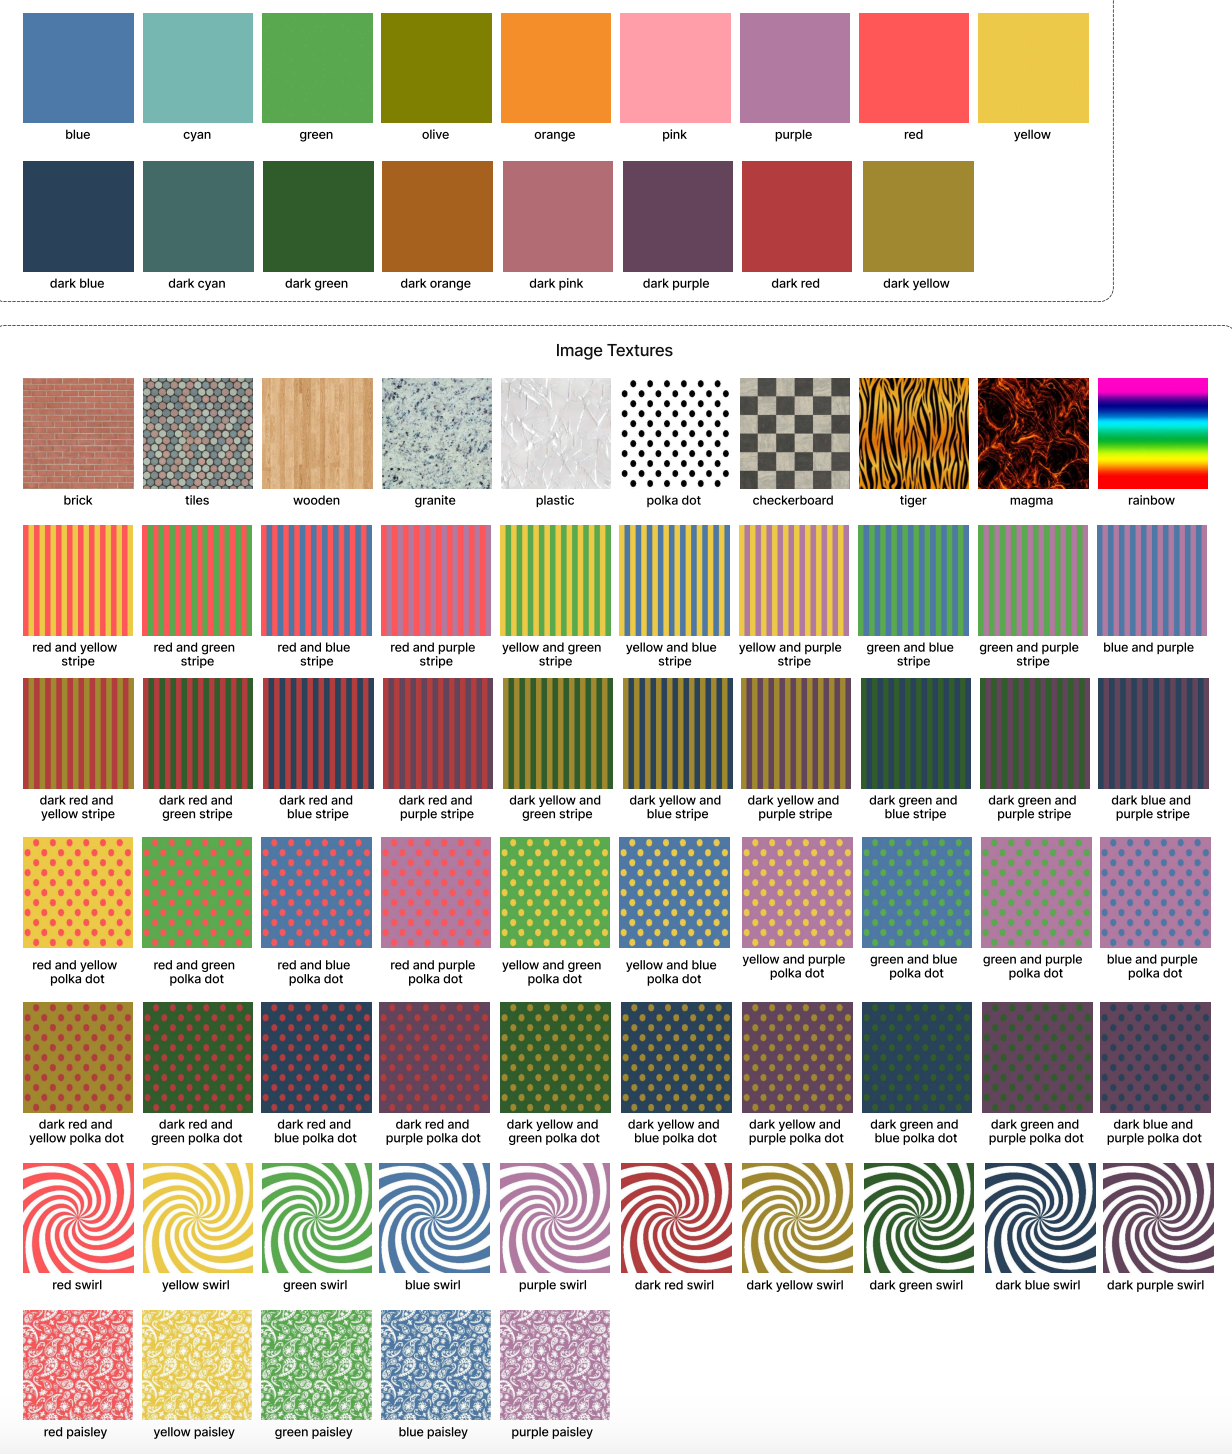 blue
cyan
green
olive
orange
pink
purple
red
yellow
dark blue
dark cyan
dark green
dark orange
dark pink
dark purple
dark red
dark yellow
Image Textures
brick
tiles
wooden
granite
plastic
polka dot
checkerboard
tiger
magma
rainbow
red and yellow
stripe
red and green
stripe
red and blue
stripe
red and purple
stripe
yellow and green
stripe
yellow and blue
stripe
yellow and purple
stripe
green and blue
stripe
green and purple
stripe
blue and purple
dark red and
yellow stripe
dark red and
green stripe
dark red and
blue stripe
dark red and
purple stripe
dark yellow and
green stripe
dark yellow and
blue stripe
dark yellow and
purple stripe
dark green and
blue stripe
dark green and
purple stripe
dark blue and
purple stripe
red and yellow
polka dot
red and green
polka dot
red and blue
polka dot
red and purple
polka dot
yellow and green
polka dot
yellow and blue
polka dot
yellow and purple
polka dot
green and blue
polka dot
green and purple
polka dot
blue and purple
polka dot
dark red and
yellow polka dot
dark red and
green polka dot
dark red and
blue polka dot
dark red and
purple polka dot
dark yellow and
green polka dot
dark yellow and
blue polka dot
dark yellow and
purple polka dot
dark green and
blue polka dot
dark green and
purple polka dot
dark blue and
purple polka dot
red swirl
yellow swirl
green swirl
blue swirl
purple swirl
dark red swirl
dark yellow swirl
dark green swirl
dark blue swirl
dark purple swirl
red paisley
yellow paisley
green paisley
blue paisley
purple paisley